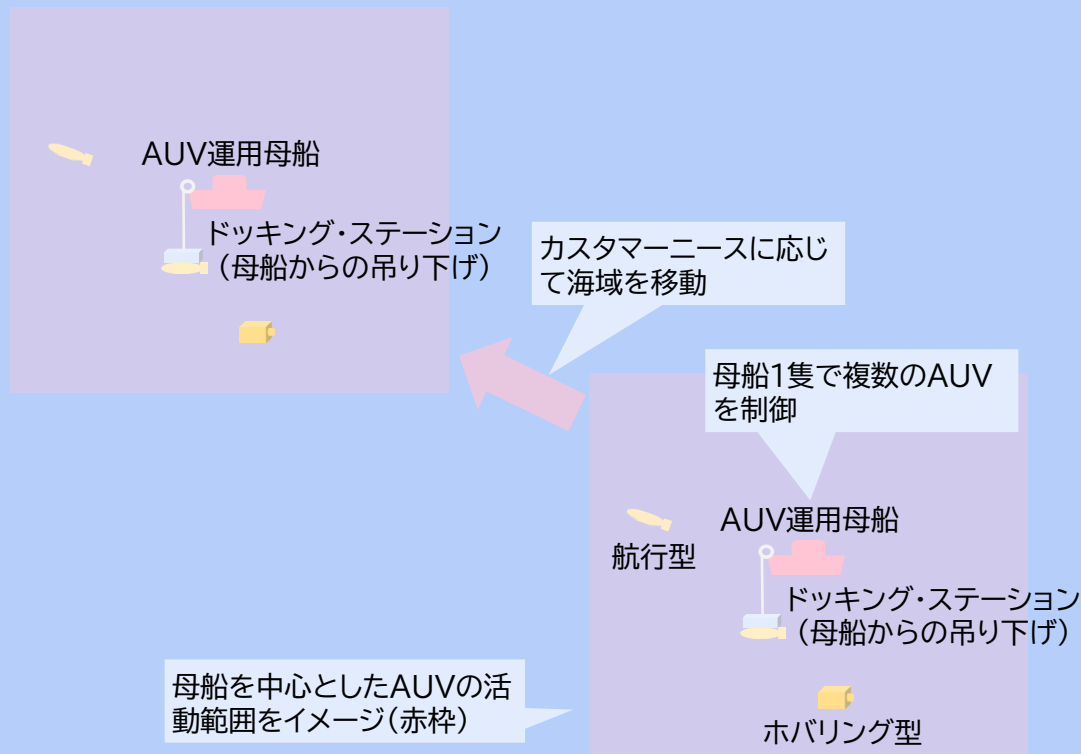 AUV運用母船
ドッキング・ステーション
（母船からの吊り下げ）
カスタマーニースに応じ
て海域を移動
母船1隻で複数のAUV
を制御
AUV運用母船
航行型
ドッキング・ステーション
（母船からの吊り下げ）
母船を中心としたAUVの活
動範囲をイメージ（赤枠）
ホバリング型